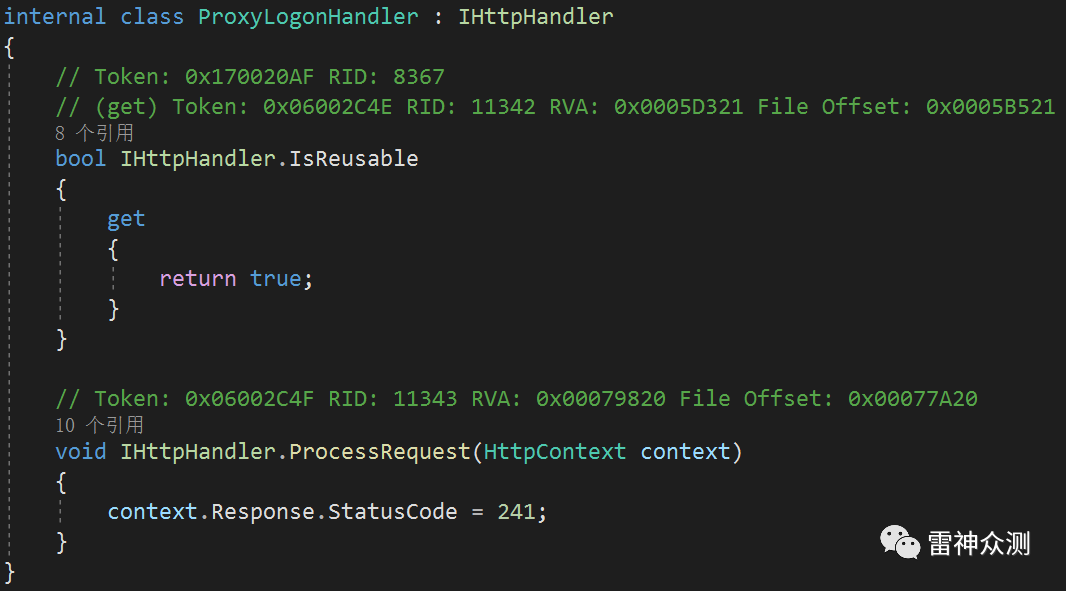 internal class ProxyLogonHandler : IHttpHandler
{
// Token: 0x170020AF RID: 8367
// (get) Token: 0x06002C4E RID: 11342 RVA: 0x0005D321 File Offset: 0x0005B521
8 个引用
bool IHttpHandler.IsReusable
{
get
{
return true;
}
}
// Token: 0x06002C4F RID: 11343 RVA: 0x00079820 File Offset: 0x00077A20
10 个引用
void IHttpHandler.ProcessRequest(HttpContext context)
{
context.Response.StatusCode = 241;
}
雷神众测
}